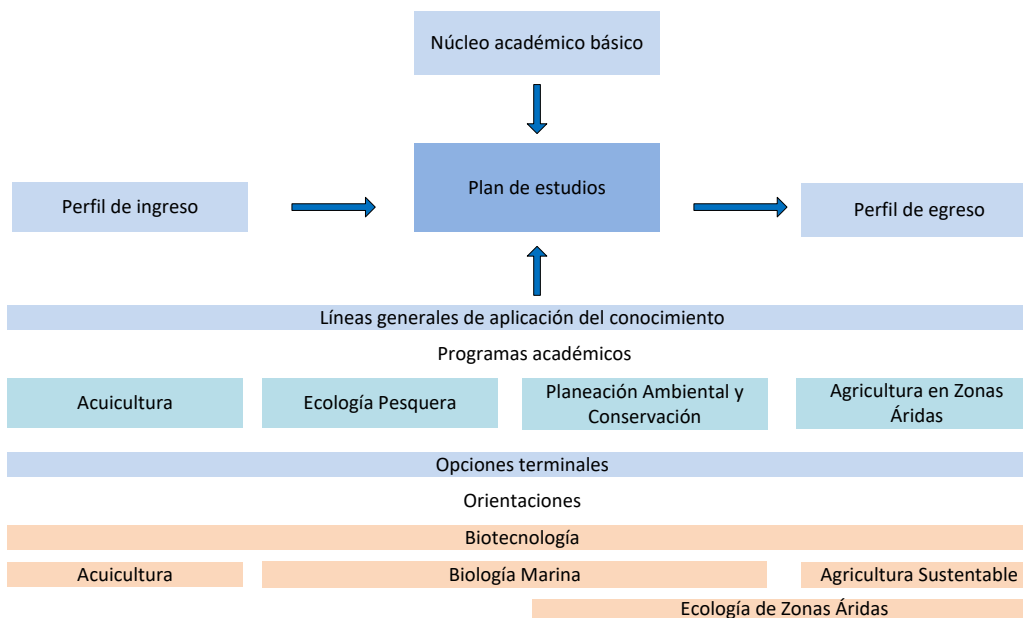 Núcleo académico básico
Plan de estudios
Perfil de ingreso
Perfil de egreso
Líneas generales de aplicación del conocimiento
Programas académicos
Acuicultura
Ecología Pesquera
Planeación Ambiental y
Conservación
Agricultura en Zonas
Áridas
Opciones terminales
Orientaciones
Biotecnología
Acuicultura
Biología Marina
Agricultura Sustentable
Ecología de Zonas Áridas